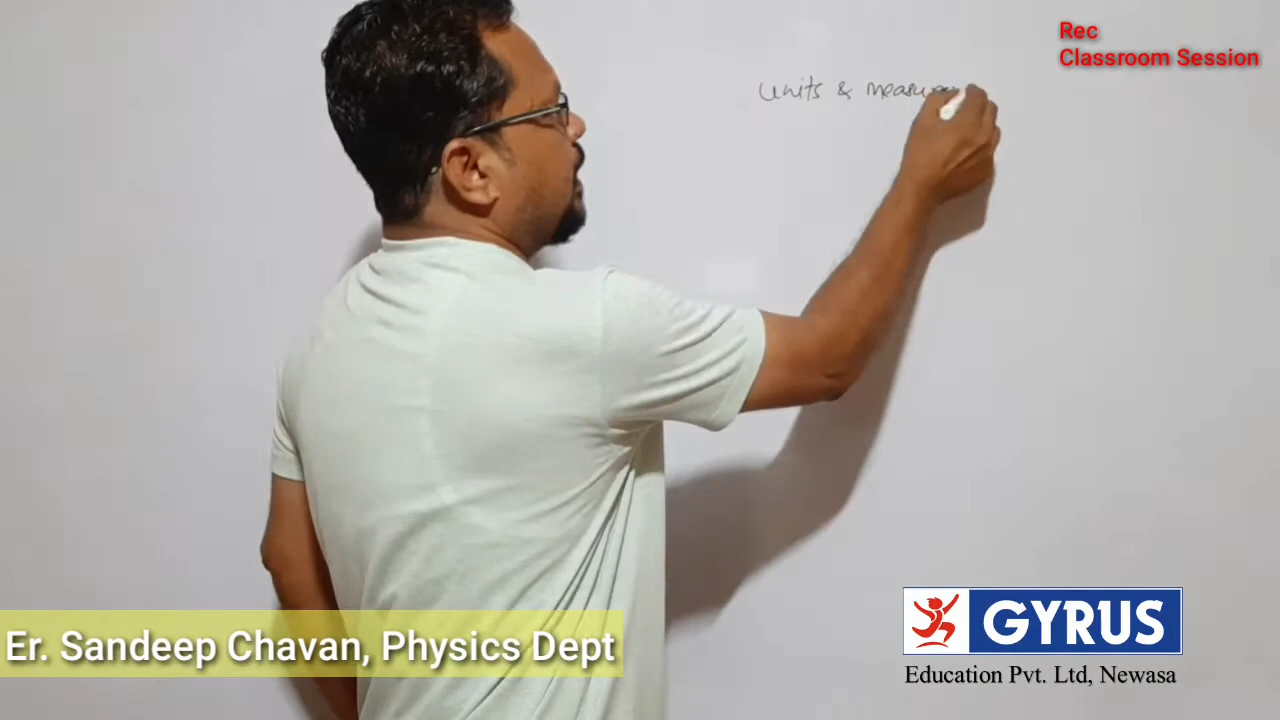 Rec
Classroom Session
Units &
Er. Sandeep Chavan, Physics Dept
GYRUS
Education Pvt. Ltd, Newasa